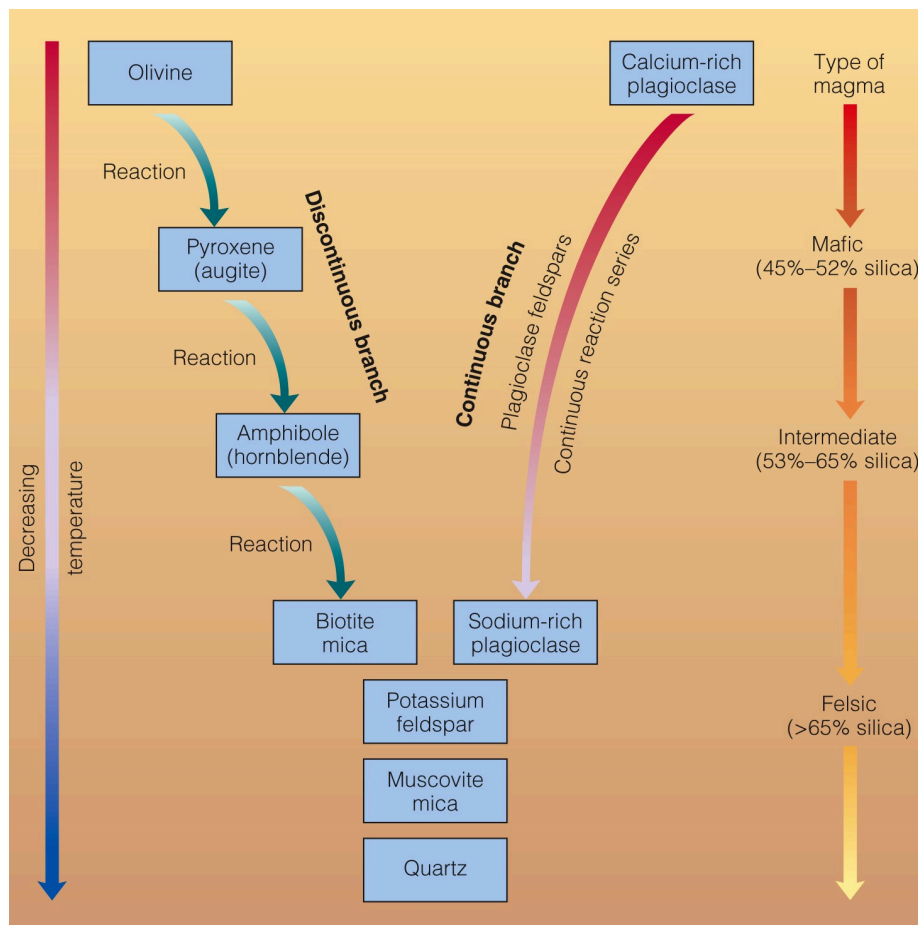 Olivine
Calcium-rich
plagioclase
Type of
magma
Reaction
Discontinuous branch
Pyroxene
(augite)
Continuous branch
Plagioclase feldspars
Continuous reaction series
Mafic
(45%–52% silica)
Reaction
Amphibole
(hornblende)
Intermediate
(53%–65% silica)
Decreasing
temperature
Reaction
Biotite
mica
Sodium-rich
plagioclase
Potassium
feldspar
Felsic
(>65% silica)
Muscovite
mica
Quartz